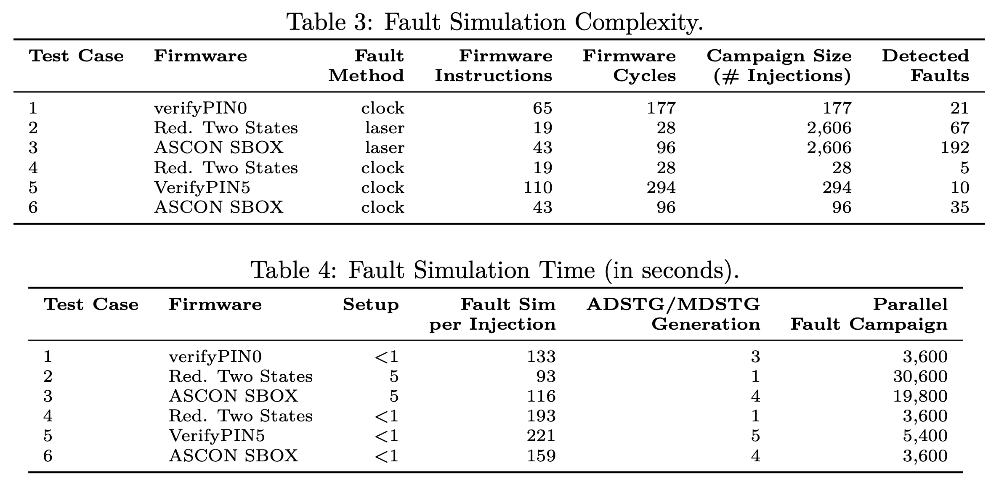 Table 3: Fault Simulation Complexity.
Test Case Firmware Fault Firmware Firmware Campaign Size Detected
Method Instructions Cycles (# Injections) Faults
1 verifyPIN0 clock 65 177 177 21
2 Red. Two States laser 19 28 2,606 67
3 ASCON SBOX laser 43 96 2,606 192
4 Red. Two States clock 19 28 28 5
5 VerifyPIN5 clock 110 294 294 10
6 ASCON SBOX clock 43 96 96 35
Table 4: Fault Simulation Time (in seconds).
Test Case Firmware Setup Fault Sim ADSTG/MDSTG Parallel
per Injection Generation Fault Campaign
1 verifyPIN0 <1 133 3 3,600
2 Red. Two States 5 93 1 30,600
3 ASCON SBOX 5 116 4 19,800
4 Red. Two States <1 193 1 3,600
5 VerifyPIN5 <1 221 5 5,400
6 ASCON SBOX <1 159 4 3,600